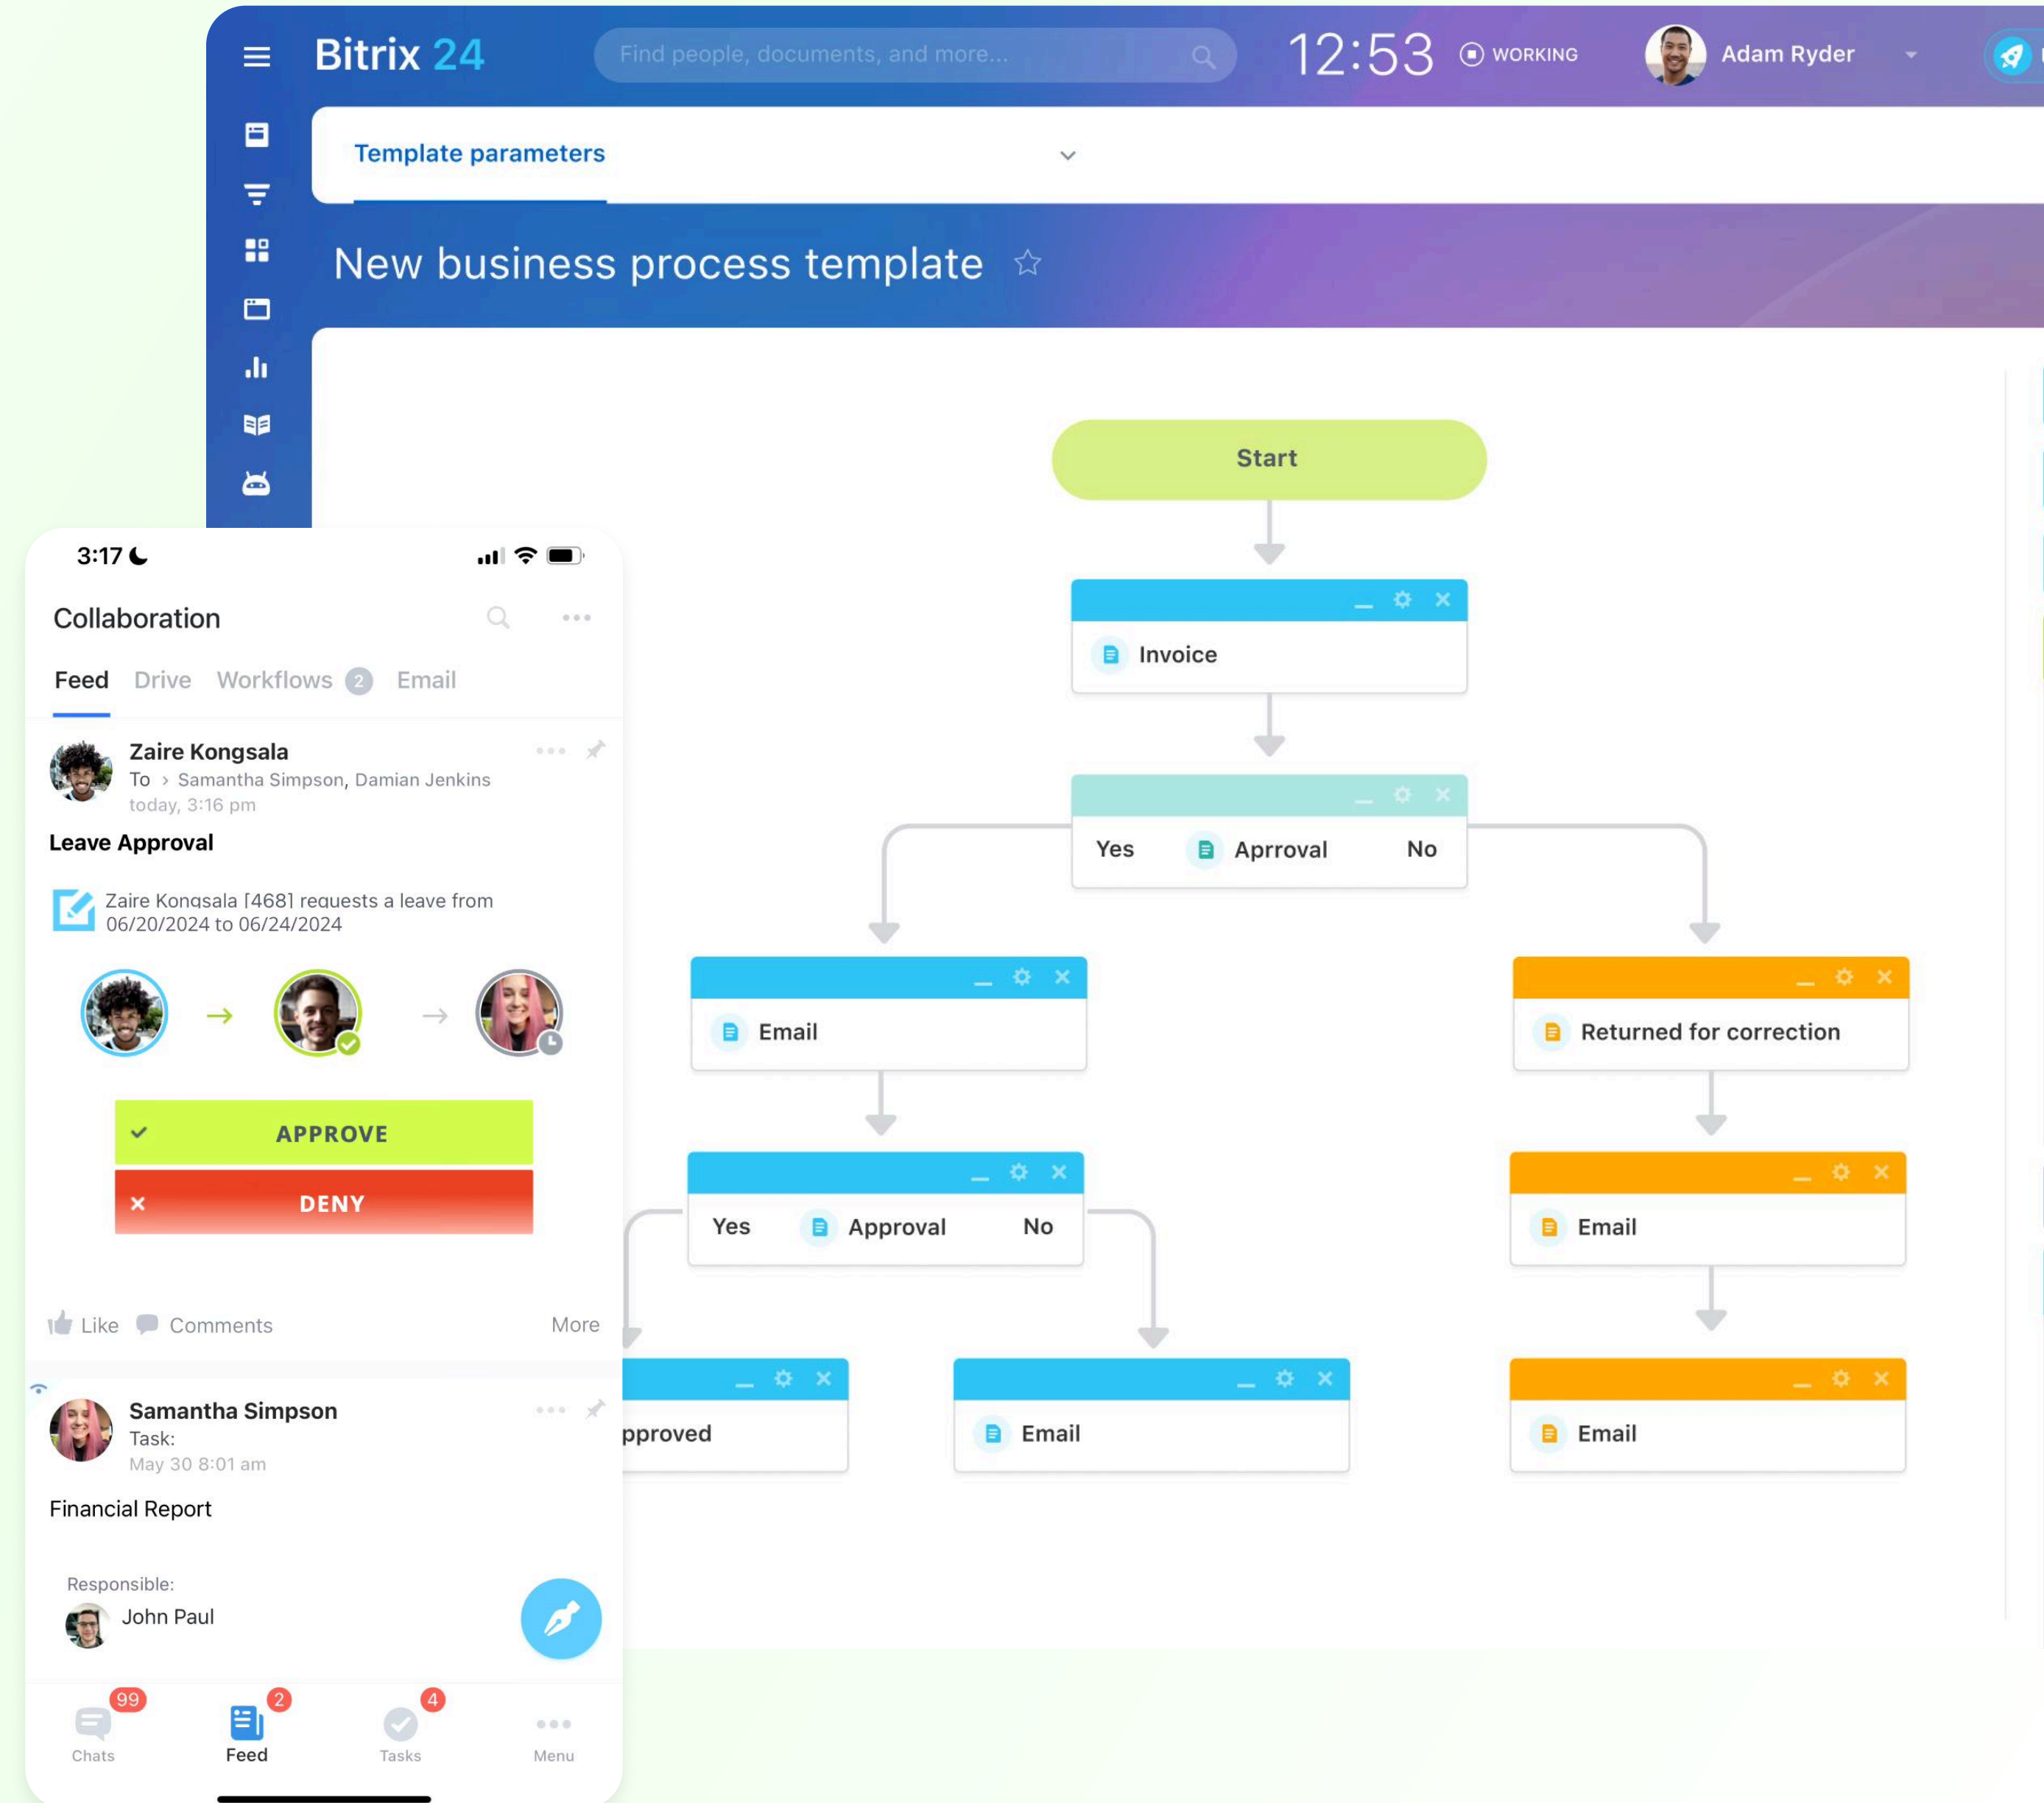 Bitrix 24
Find people, documents, and more...
12:53
WORKING
Adam Ryder
Template parameters
New business process template
Start
Invoice
Yes
Aprroval
No
Email
Returned for correction
Yes
Approval
No
Email
pproved
Email
Email
3:17
Collaboration
Feed Drive Workflows 2 Email
Zaire Kongsala
To > Samantha Simpson, Damian Jenkins
today, 3:16 pm
Leave Approval
Zaire Kongsala [468] requests a leave from
06/20/2024 to 06/24/2024
APPROVE
DENY
Like Comments More
Samantha Simpson
Task:
May 30 8:01 am
Financial Report
Responsible:
John Paul
99 2 4
Chats Feed Tasks Menu